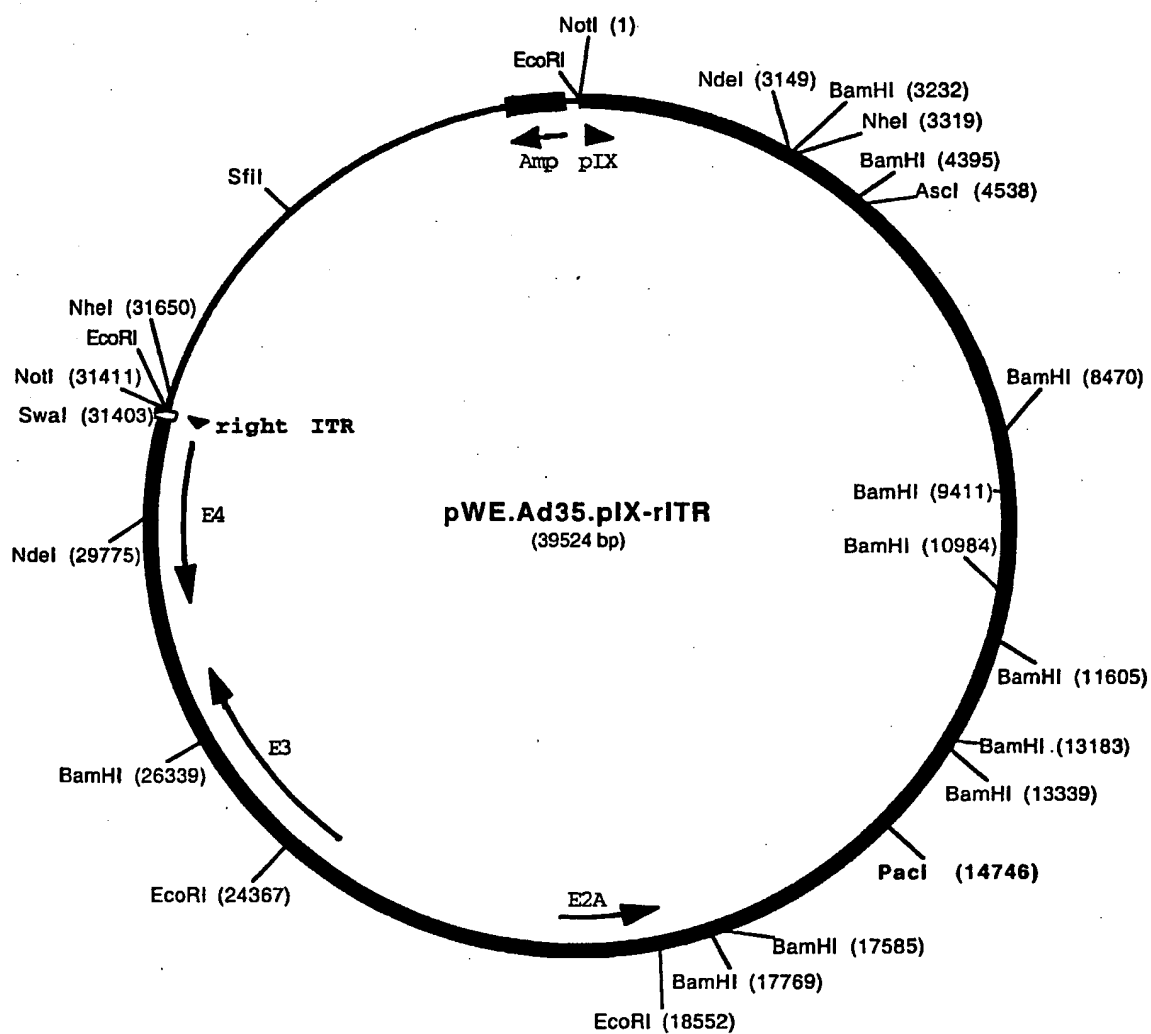 NotI (1)
EcoRI
NdeI (3149)
BamHI (3232)
NheI (3319)
BamHI (4395)
AscI (4538)
Amp pIX
SfiI
NheI (31650)
EcoRI
NotI (31411)
SwaI (31403)
right ITR
BamHI (8470)
BamHI (9411)
pWE.Ad35.pIX-rITR
(39524 bp)
E4
BamHI (10984)
NdeI (29775)
BamHI (11605)
E3
BamHI (13183)
BamHI (26339)
BamHI (13339)
PacI (14746)
EcoRI (24367)
E2A
BamHI (17585)
BamHI (17769)
EcoRI (18552)